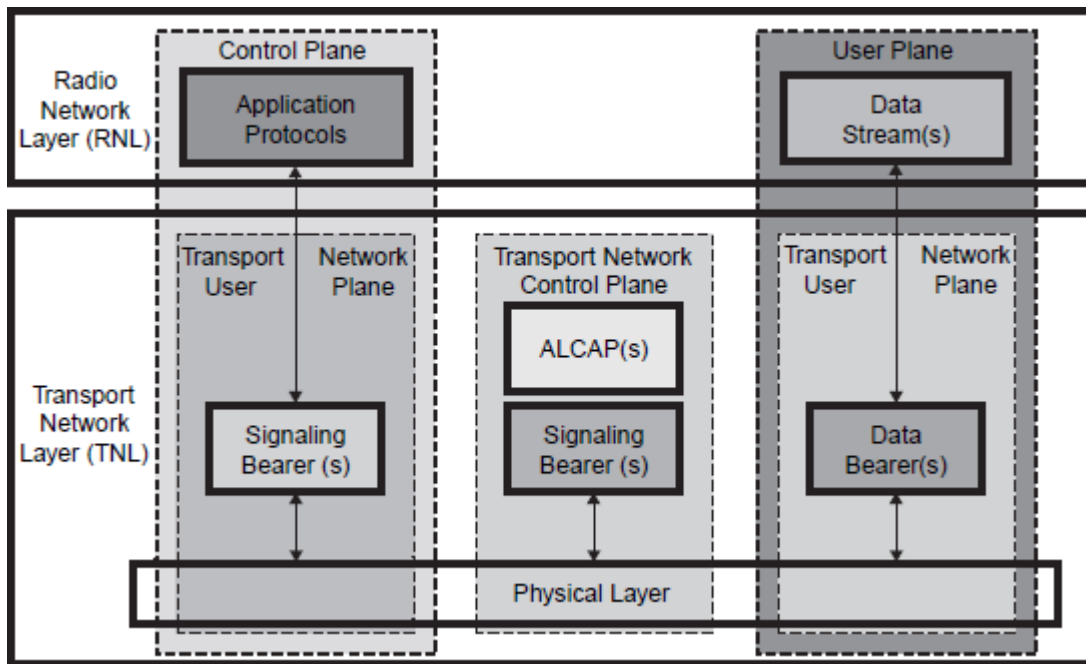 Control Plane
User Plane
Radio
Network
Layer (RNL)
Application
Protocols
Data
Stream(s)
Transport
User
Network
Plane
Transport Network
Control Plane
Transport
User
Network
Plane
ALCAP(s)
Transport
Network
Layer (TNL)
Signaling
Bearer (s)
Signaling
Bearer (s)
Data
Bearer(s)
Physical Layer